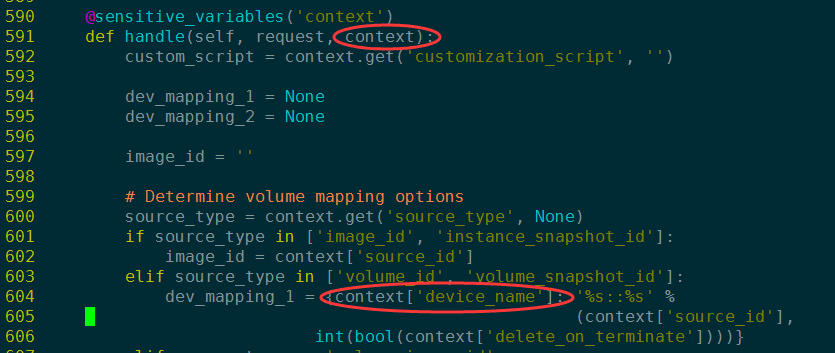 590     @sensitive_variables('context')
591     def handle(self, request, context):
592         custom_script = context.get('customization_script', '')
593
594         dev_mapping_1 = None
595         dev_mapping_2 = None
596
597         image_id = ''
598
599         # Determine volume mapping options
600         source_type = context.get('source_type', None)
601         if source_type in ['image_id', 'instance_snapshot_id']:
602             image_id = context['source_id']
603         elif source_type in ['volume_id', 'volume_snapshot_id']:
604             dev_mapping_1 = {context['device_name']: '%s::%s' %
605                                                      (context['source_id'],
606                            int(bool(context['delete_on_terminate'])))}